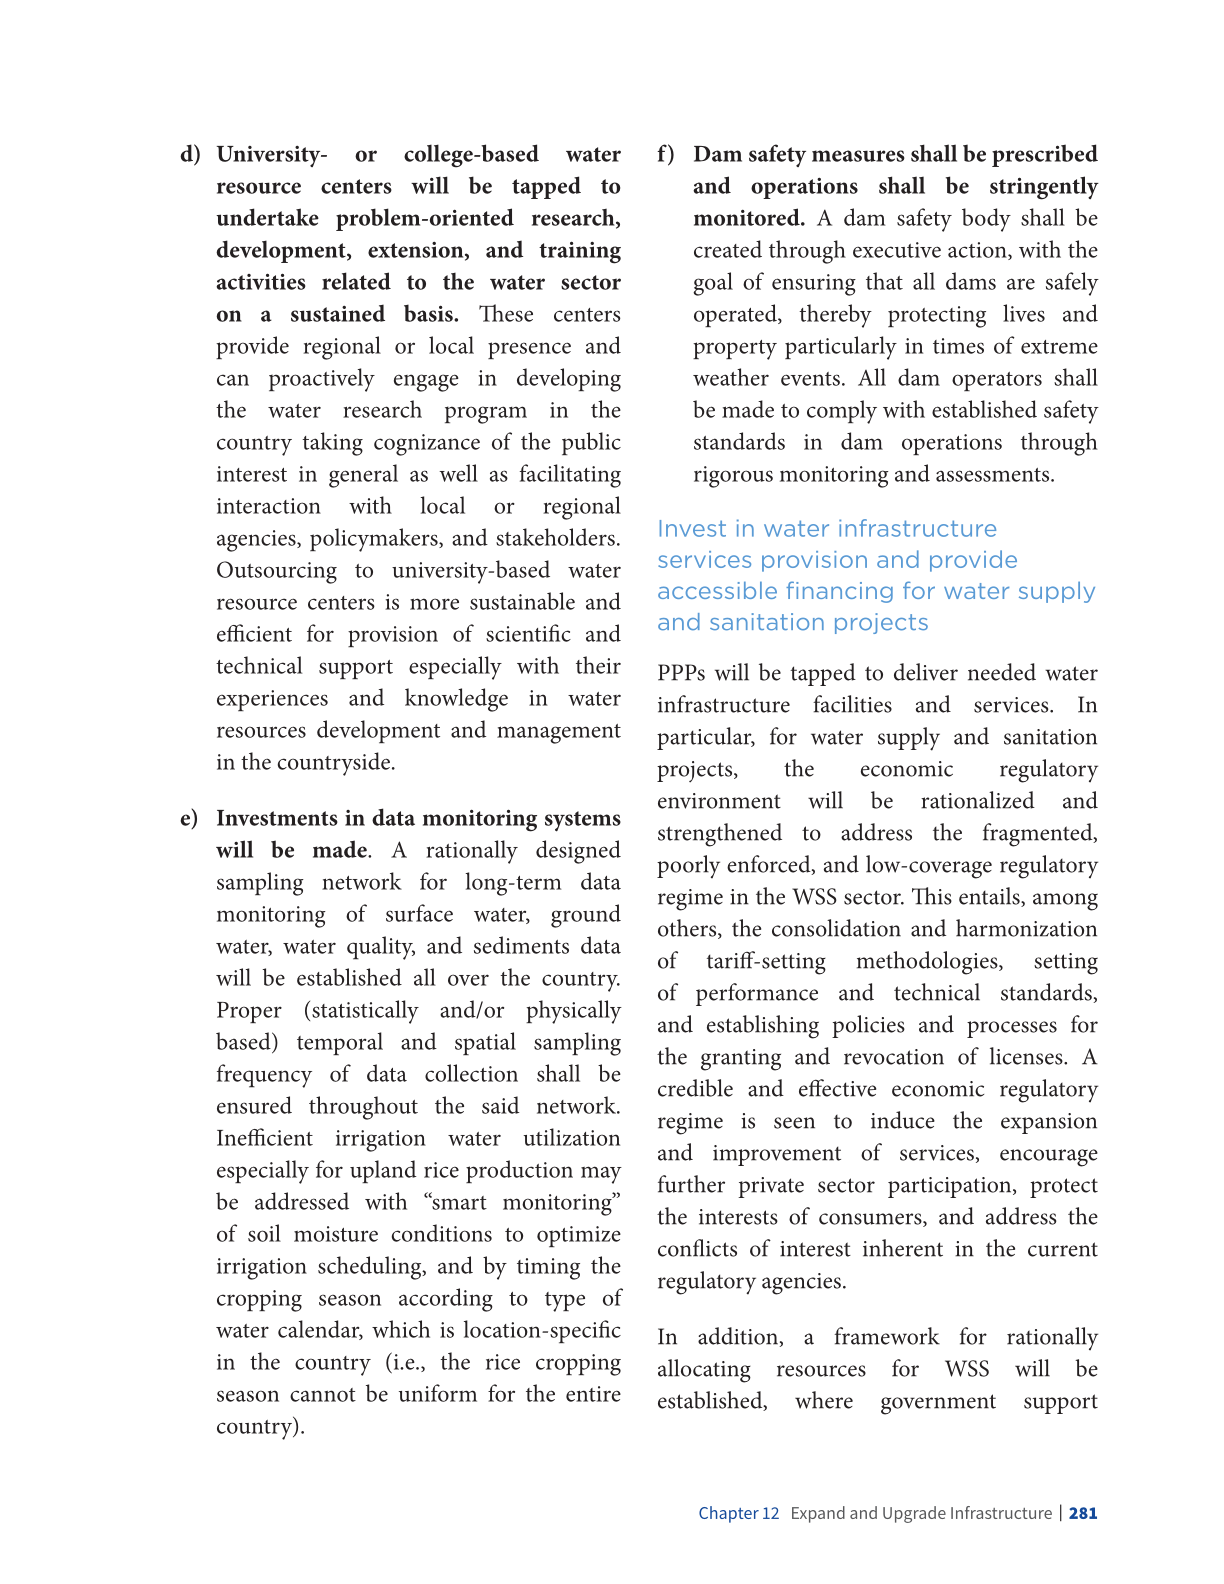 d) University- or college-based water
resource centers will be tapped to
undertake problem-oriented research,
development, extension, and training
activities related to the water sector
on a sustained basis. These centers
provide regional or local presence and
can proactively engage in developing
the water research program in the
country taking cognizance of the public
interest in general as well as facilitating
interaction with local or regional
agencies, policymakers, and stakeholders.
Outsourcing to university-based water
resource centers is more sustainable and
efficient for provision of scientific and
technical support especially with their
experiences and knowledge in water
resources development and management
in the countryside.
e) Investments in data monitoring systems
will be made. A rationally designed
sampling network for long-term data
monitoring of surface water, ground
water, water quality, and sediments data
will be established all over the country.
Proper (statistically and/or physically
based) temporal and spatial sampling
frequency of data collection shall be
ensured throughout the said network.
Inefficient irrigation water utilization
especially for upland rice production may
be addressed with “smart monitoring”
of soil moisture conditions to optimize
irrigation scheduling, and by timing the
cropping season according to type of
water calendar, which is location-specific
in the country (i.e., the rice cropping
season cannot be uniform for the entire
country).
f) Dam safety measures shall be prescribed
and operations shall be stringently
monitored. A dam safety body shall be
created through executive action, with the
goal of ensuring that all dams are safely
operated, thereby protecting lives and
property particularly in times of extreme
weather events. All dam operators shall
be made to comply with established safety
standards in dam operations through
rigorous monitoring and assessments.
Invest in water infrastructure
services provision and provide
accessible financing for water supply
and sanitation projects
PPPs will be tapped to deliver needed water
infrastructure facilities and services. In
particular, for water supply and sanitation
projects, the economic regulatory
environment will be rationalized and
strengthened to address the fragmented,
poorly enforced, and low-coverage regulatory
regime in the WSS sector. This entails, among
others, the consolidation and harmonization
of tariff-setting methodologies, setting
of performance and technical standards,
and establishing policies and processes for
the granting and revocation of licenses. A
credible and effective economic regulatory
regime is seen to induce the expansion
and improvement of services, encourage
further private sector participation, protect
the interests of consumers, and address the
conflicts of interest inherent in the current
regulatory agencies.
In addition, a framework for rationally
allocating resources for WSS will be
established, where government support
Chapter 12 Expand and Upgrade Infrastructure | 281